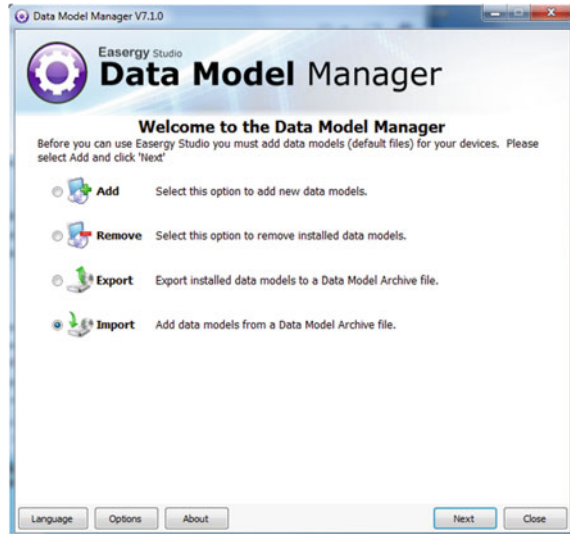 Data Model Manager V7.1.0
Easergy Studio
Data Model Manager
Welcome to the Data Model Manager
Before you can use Easergy Studio you must add data models (default files) for your devices. Please
select Add and click 'Next'
Add Select this option to add new data models.
Remove Select this option to remove installed data models.
Export Export installed data models to a Data Model Archive file.
Import Add data models from a Data Model Archive file.
Language Options About Next Close